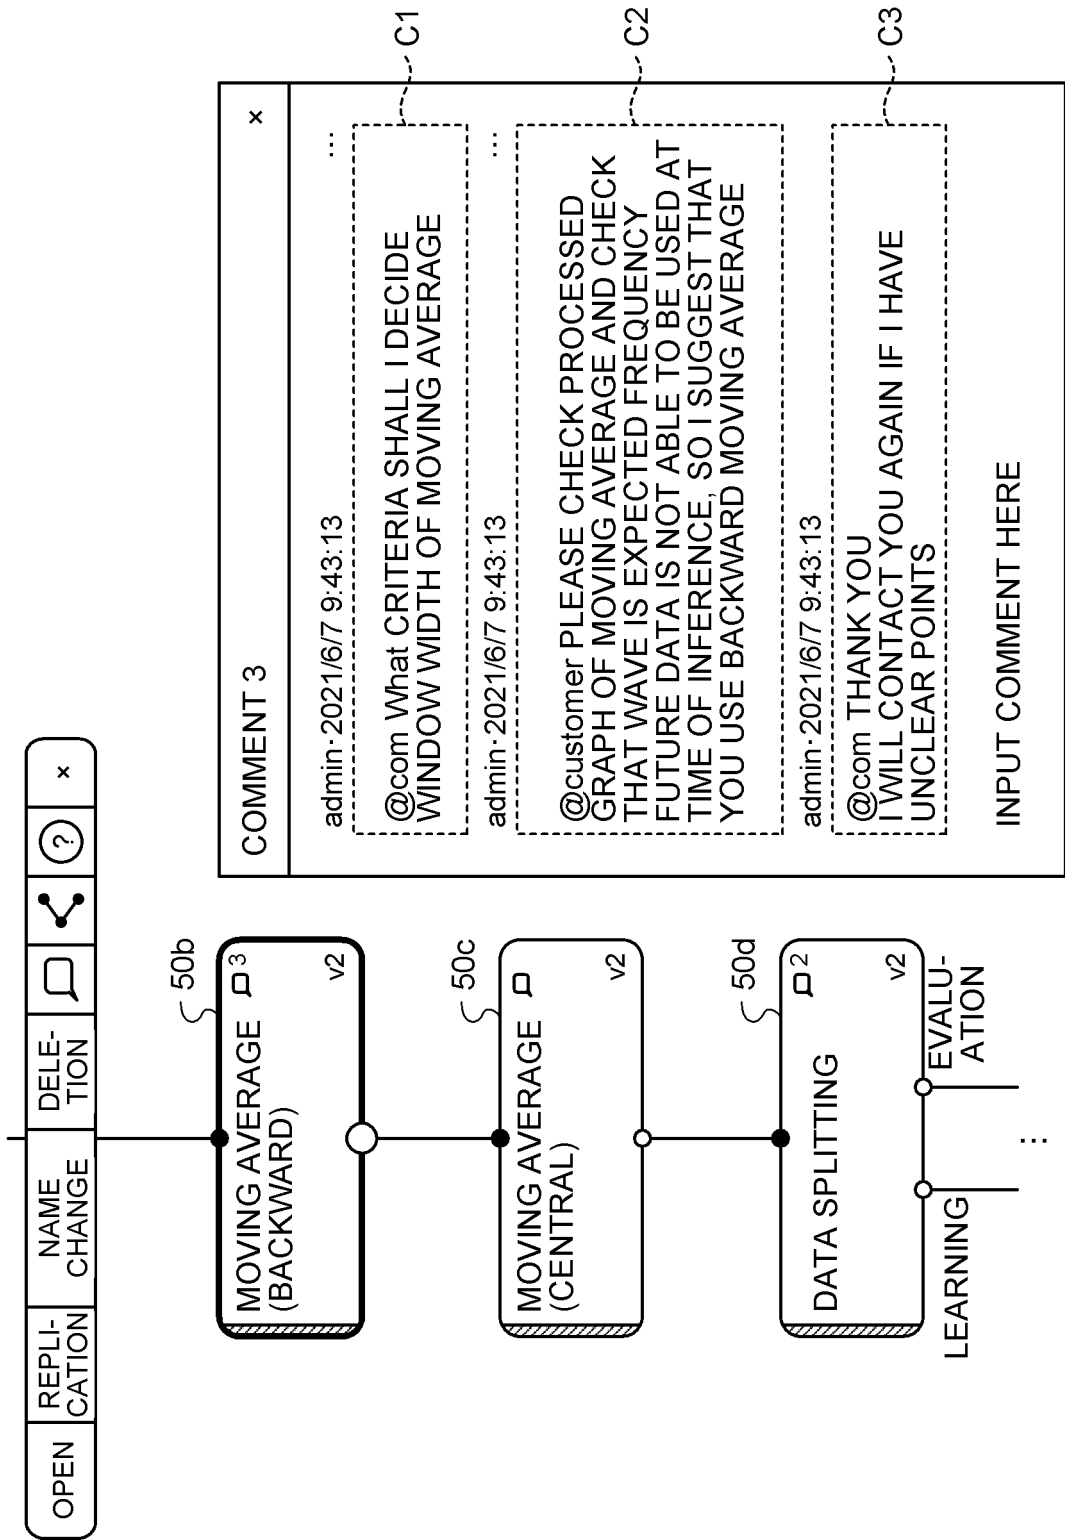 OPEN
REPLI-
CATION
NAME
CHANGE
DELE-
TION
?
×
50b
MOVING AVERAGE
(BACKWARD)
3
v2
50c
MOVING AVERAGE
(CENTRAL)
v2
50d
DATA SPLITTING
2
v2
LEARNING
EVALU-
ATION
...
COMMENT 3
×
admin·2021/6/7 9:43:13
...
@com What CRITERIA SHALL I DECIDE
WINDOW WIDTH OF MOVING AVERAGE
C1
admin·2021/6/7 9:43:13
...
@customer PLEASE CHECK PROCESSED
GRAPH OF MOVING AVERAGE AND CHECK
THAT WAVE IS EXPECTED FREQUENCY
FUTURE DATA IS NOT ABLE TO BE USED AT
TIME OF INFERENCE, SO I SUGGEST THAT
YOU USE BACKWARD MOVING AVERAGE
C2
admin·2021/6/7 9:43:13
@com THANK YOU
I WILL CONTACT YOU AGAIN IF I HAVE
UNCLEAR POINTS
C3
INPUT COMMENT HERE